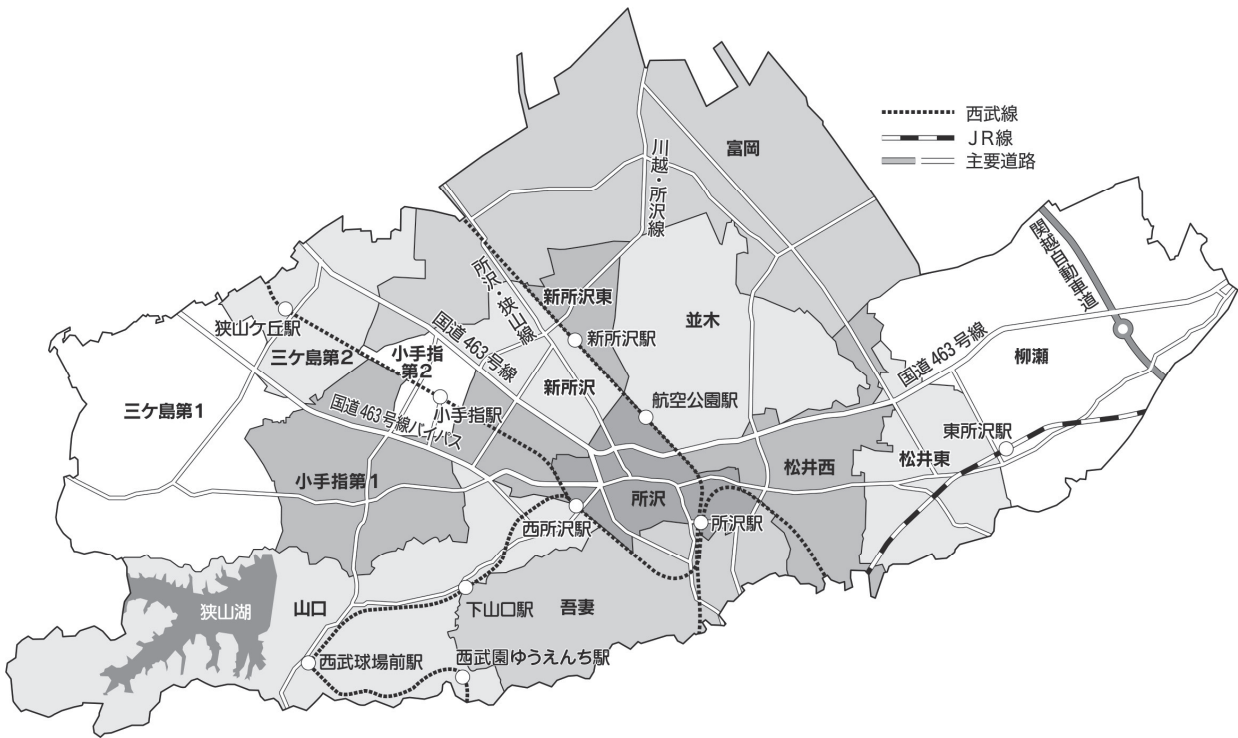 西武線
JR線
主要道路
富岡
川越・所沢線
関越自動車道
所沢・狭山線
新所沢東
並木
狭山ケ丘駅
新所沢駅
国道463号線
国道463号線
柳瀬
三ケ島第2
小手指
第2
新所沢
三ケ島第1
国道463号線バイパス
小手指駅
航空公園駅
東所沢駅
松井東
松井西
小手指第1
所沢
西所沢駅
所沢駅
狭山湖
山口
下山口駅
吾妻
西武球場前駅
西武園ゆうえんち駅